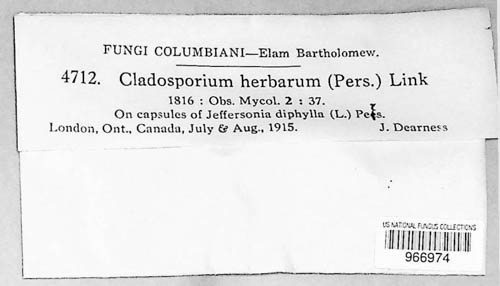 FUNGI COLUMBIANI—Elam Bartholomew.
4712. Cladosporium herbarum (Pers.) Link
1816 : Obs. Mycol. 2 : 37.
On capsules of Jeffersonia diphylla (L.) Pers.
London, Ont., Canada, July & Aug., 1915. J. Dearness
US NATIONAL FUNGUS COLLECTIONS
966974